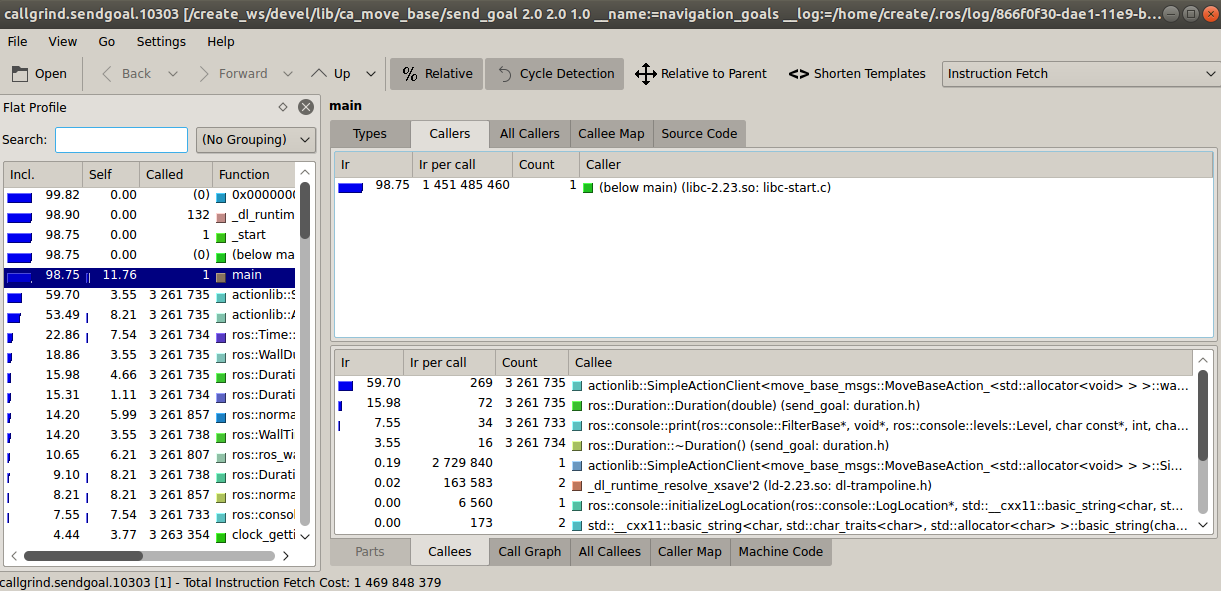 callgrind.sendgoal.10303 [/create_ws/devel/lib/ca_move_base/send_goal 2.0 2.0 1.0 __name:=navigation_goals __log:=/home/create/.ros/log/866f0f30-dae1-11e9-b...
File View Go Settings Help
Open Back Forward Up % Relative Cycle Detection Relative to Parent <> Shorten Templates Instruction Fetch
Flat Profile
Search: (No Grouping)
Incl. Self Called Function
99.82 0.00 (0) 0x0000000
98.90 0.00 132 _dl_runtim
98.75 0.00 1 _start
98.75 0.00 (0) (below ma
98.75 11.76 1 main
59.70 3.55 3 261 735 actionlib::S
53.49 8.21 3 261 735 actionlib::A
22.86 7.54 3 261 734 ros::Time::
18.86 3.55 3 261 735 ros::WallDu
15.98 4.66 3 261 735 ros::Durati
15.31 1.11 3 261 734 ros::Durati
14.20 5.99 3 261 857 ros::norma
14.20 3.55 3 261 738 ros::WallTi
10.65 6.21 3 261 807 ros::ros_wa
9.10 8.21 3 261 738 ros::Durati
8.21 8.21 3 261 857 ros::norma
7.55 7.54 3 261 733 ros::consol
4.44 3.77 3 263 354 clock_getti
main
Types Callers All Callers Callee Map Source Code
Ir Ir per call Count Caller
98.75 1 451 485 460 1 (below main) (libc-2.23.so: libc-start.c)
Ir Ir per call Count Callee
59.70 269 3 261 735 actionlib::SimpleActionClient<move_base_msgs::MoveBaseAction_<std::allocator<void> > >::wa...
15.98 72 3 261 735 ros::Duration::Duration(double) (send_goal: duration.h)
7.55 34 3 261 733 ros::console::print(ros::console::FilterBase*, void*, ros::console::levels::Level, char const*, int, cha...
3.55 16 3 261 734 ros::Duration::~Duration() (send_goal: duration.h)
0.19 2 729 840 1 actionlib::SimpleActionClient<move_base_msgs::MoveBaseAction_<std::allocator<void> > >::Si...
0.02 163 583 2 _dl_runtime_resolve_xsave'2 (ld-2.23.so: dl-trampoline.h)
0.00 6 560 1 ros::console::initializeLogLocation(ros::console::LogLocation*, std::__cxx11::basic_string<char, st...
0.00 173 2 std::__cxx11::basic_string<char, std::char_traits<char>, std::allocator<char> >::basic_string(cha...
Parts Callees Call Graph All Callees Caller Map Machine Code
callgrind.sendgoal.10303 [1] - Total Instruction Fetch Cost: 1 469 848 379